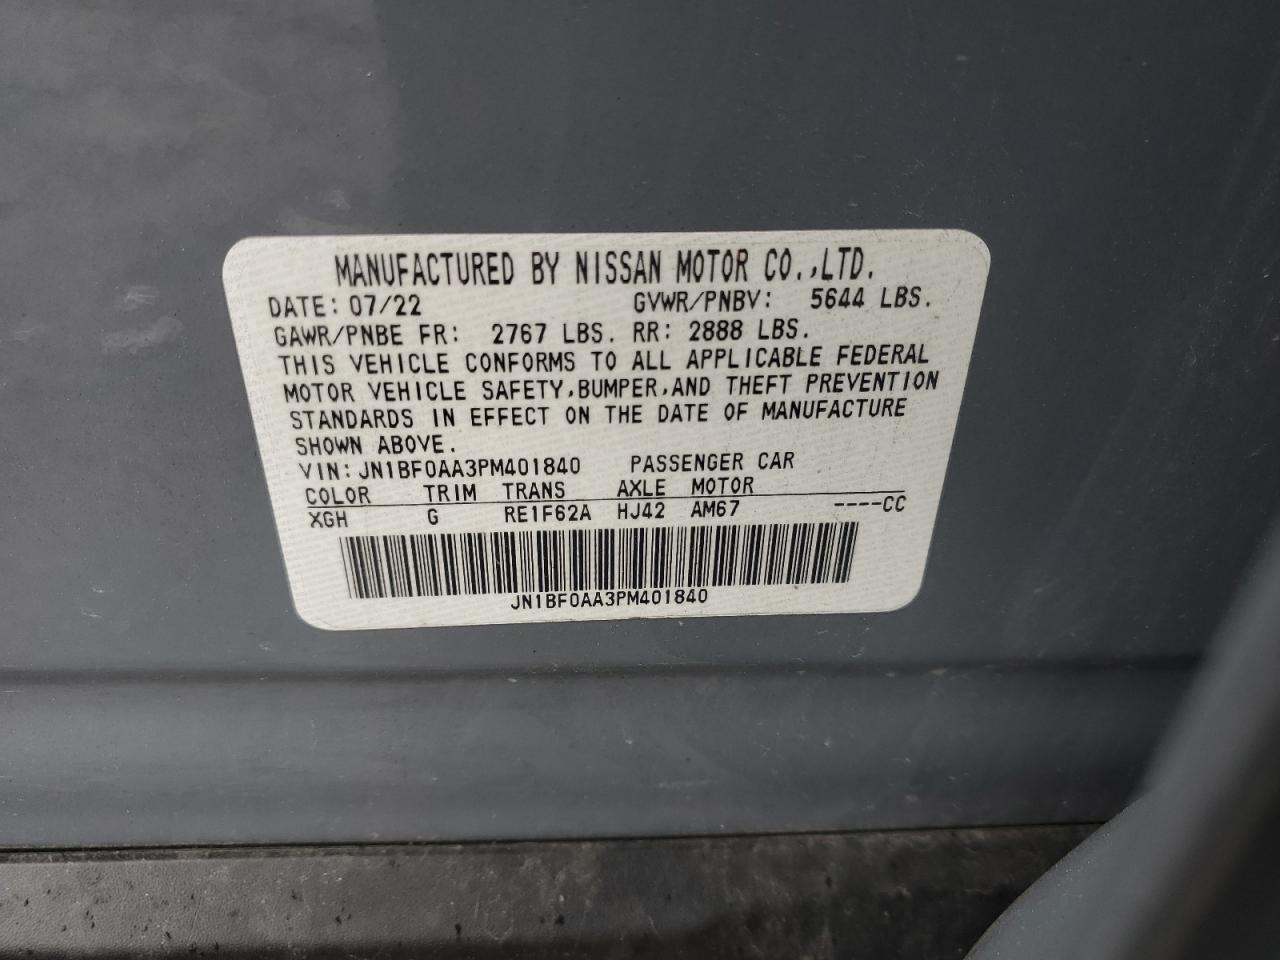 MANUFACTURED BY NISSAN MOTOR CO.,LTD.
DATE: 07/22 GVWR/PNBV: 5644 LBS.
GAWR/PNBE FR: 2767 LBS. RR: 2888 LBS.
THIS VEHICLE CONFORMS TO ALL APPLICABLE FEDERAL
MOTOR VEHICLE SAFETY,BUMPER,AND THEFT PREVENTION
STANDARDS IN EFFECT ON THE DATE OF MANUFACTURE
SHOWN ABOVE.
VIN: JN1BF0AA3PM401840 PASSENGER CAR
COLOR TRIM TRANS AXLE MOTOR
XGH G RE1F62A HJ42 AM67 ----CC
JN1BF0AA3PM401840